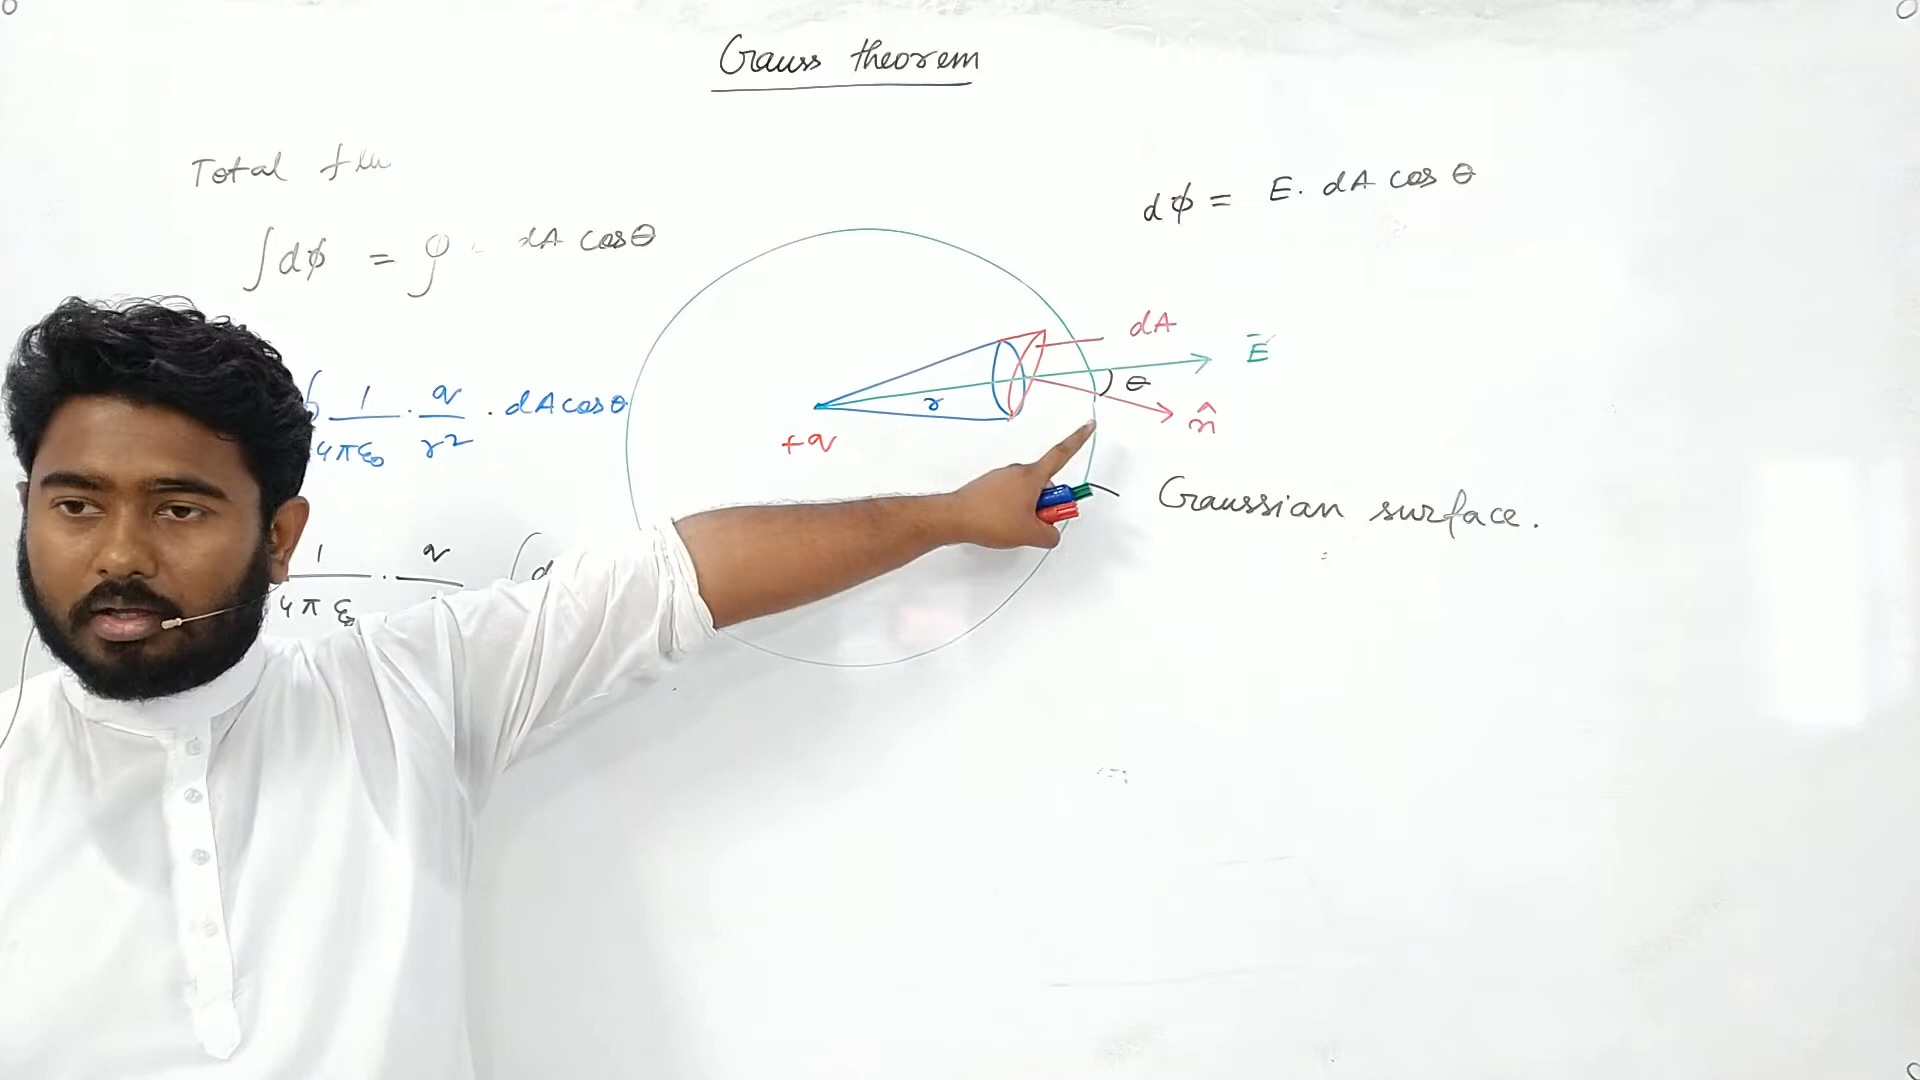 Gauss theorem
Total flu
∫dϕ = ∮ dA cosθ
∮ 1/4πε₀ · q/r² · dA cosθ
1/4πε₀ · q/ ∫d
dϕ = E. dA cos θ
dA
E
θ
n̂
r
+q
Gaussian surface.